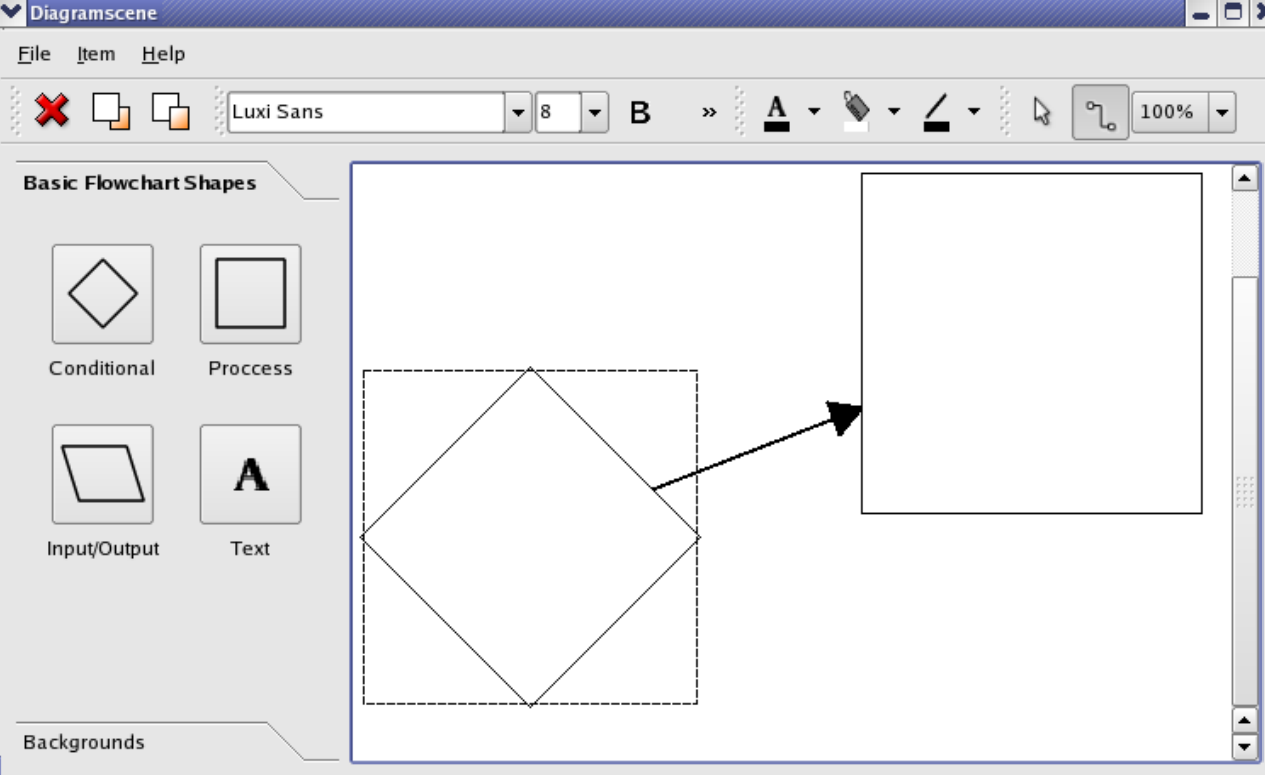 Diagramscene
File Item Help
Luxi Sans 8 B » A 100%
Basic Flowchart Shapes
Conditional Proccess
A
Input/Output Text
Backgrounds